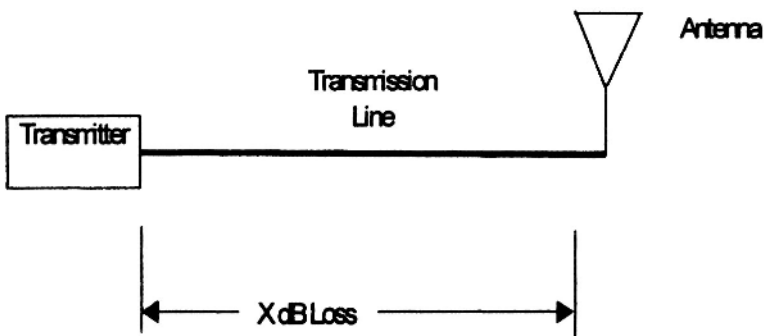 Antenna
Transmission
Line
Transmitter
X dB Loss